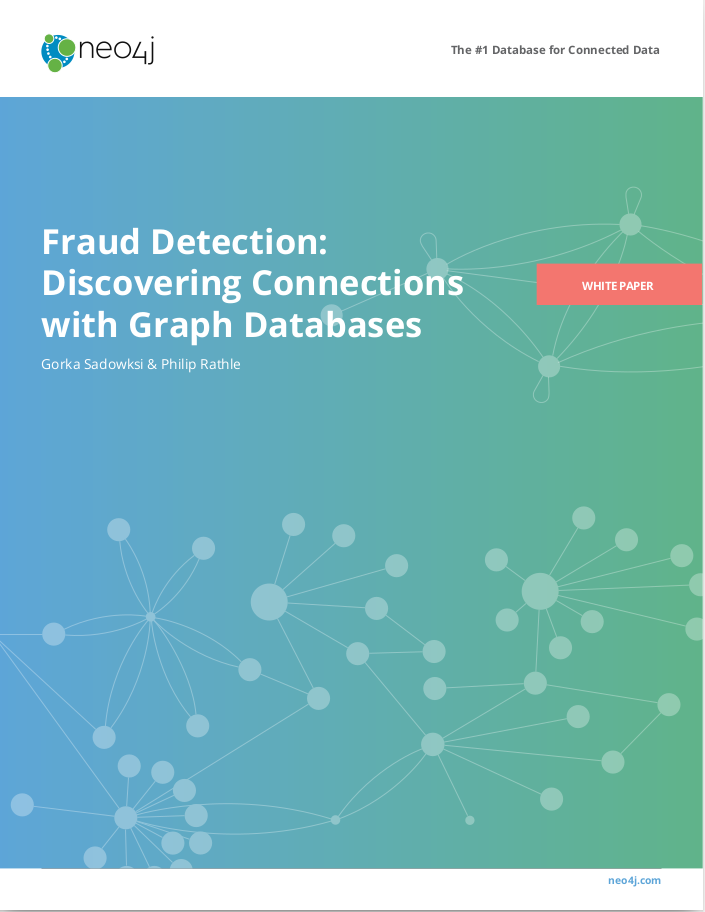 neo4j
The #1 Database for Connected Data
Fraud Detection:
Discovering Connections
with Graph Databases
WHITE PAPER
Gorka Sadowksi & Philip Rathle
neo4j.com